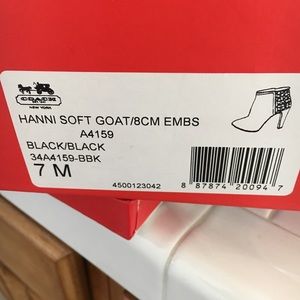 COACH
NEW YORK
HANNI SOFT GOAT/8CM EMBS
A4159
BLACK/BLACK
34A4159-BBK
7 M
4500123042
8 87874 20094 7